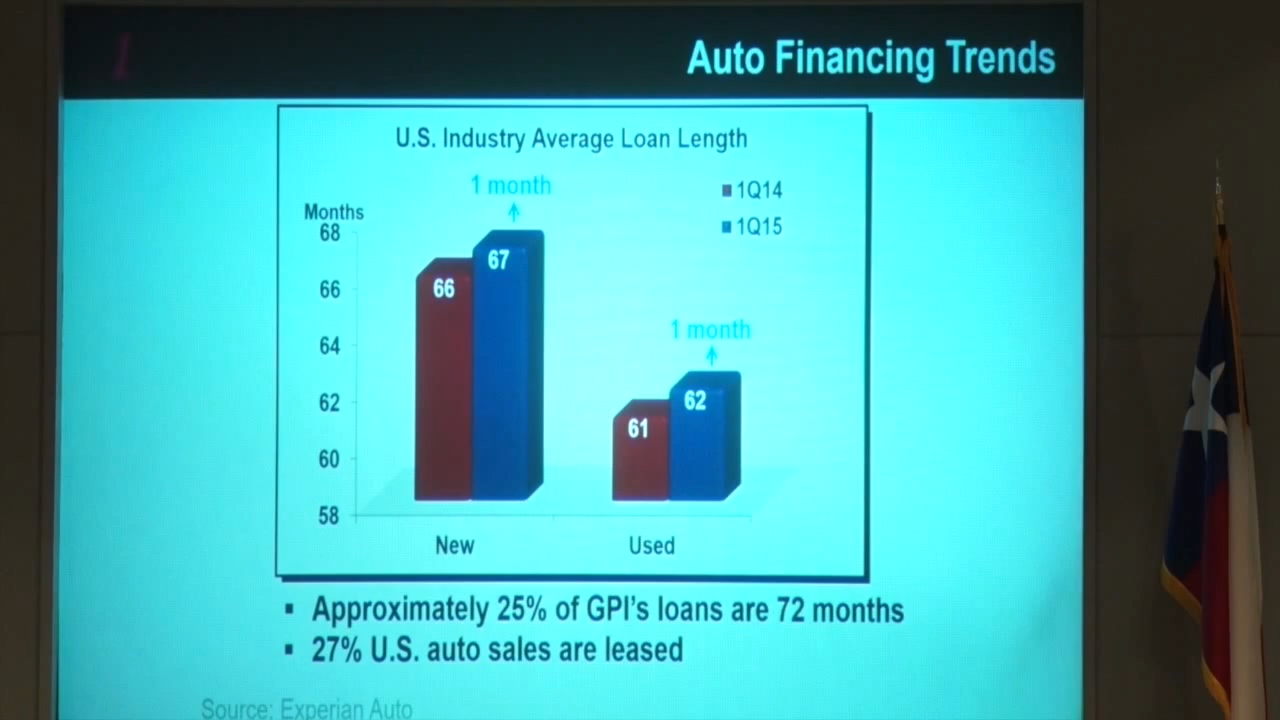 Auto Financing Trends
U.S. Industry Average Loan Length
1 month
1Q14
1Q15
Months
68
66
64
62
60
58
66
67
1 month
61
62
New
Used
▪ Approximately 25% of GPI's loans are 72 months
▪ 27% U.S. auto sales are leased
Source: Experian Auto